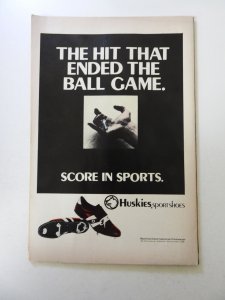 THE HIT THAT
ENDED THE
BALL GAME.
SCORE IN SPORTS.
Huskies SPORTSHOES